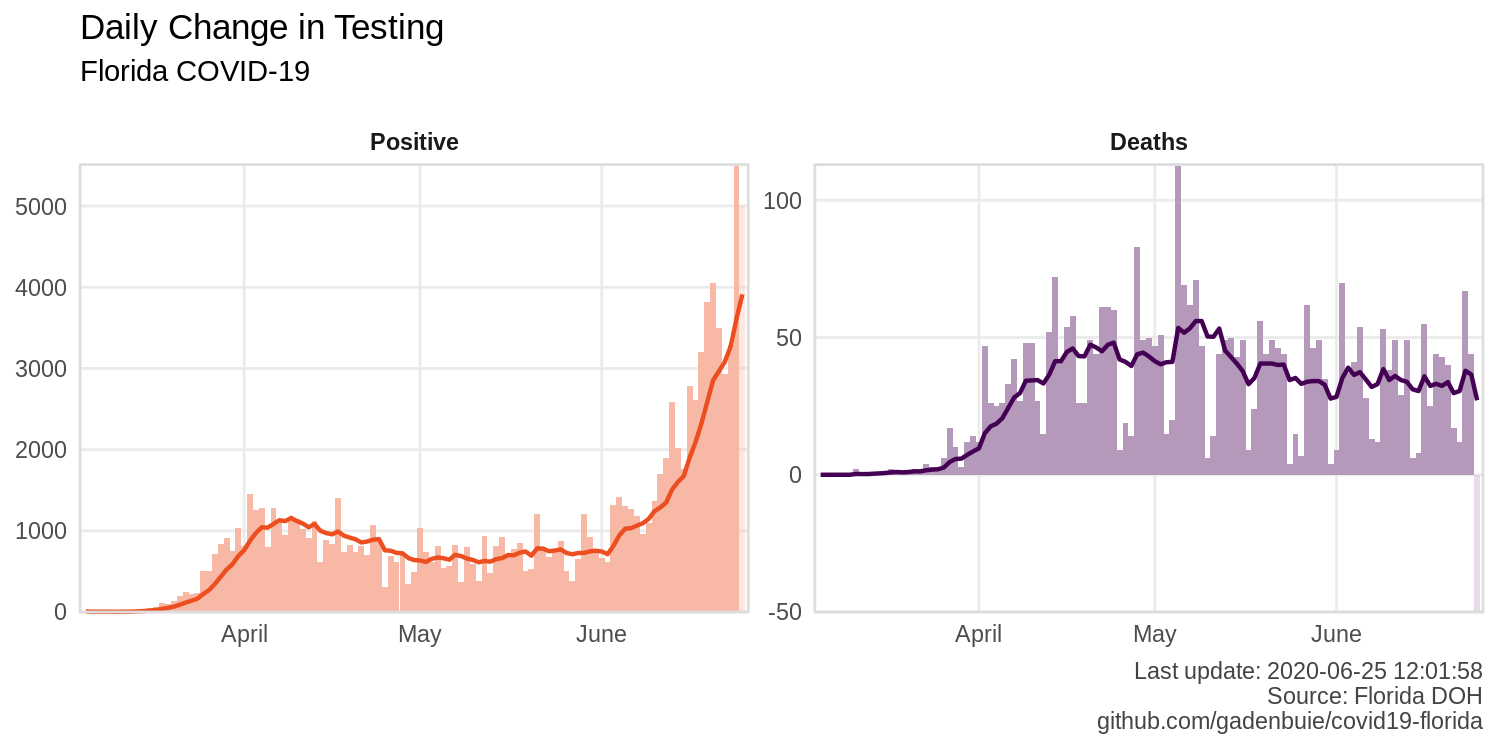 Daily Change in Testing
Florida COVID-19
Positive
5000
4000
3000
2000
1000
0
April May June
Deaths
100
50
0
-50
April May June
Last update: 2020-06-25 12:01:58
Source: Florida DOH
github.com/gadenbuie/covid19-florida